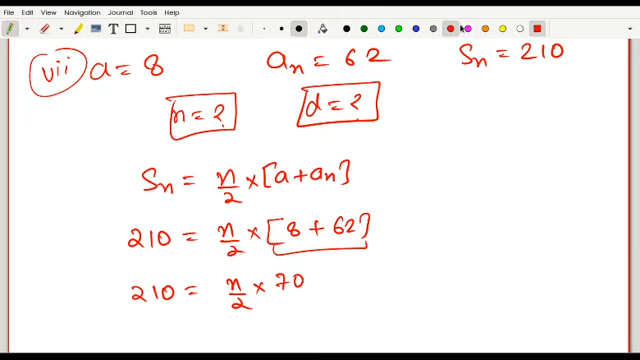 File Edit View Navigation Journal Tools Help
vii a = 8 aₙ = 62 Sₙ = 210
n = ? d = ?
Sₙ = n/2 × [a + aₙ]
210 = n/2 × [8 + 62]
210 = n/2 × 70